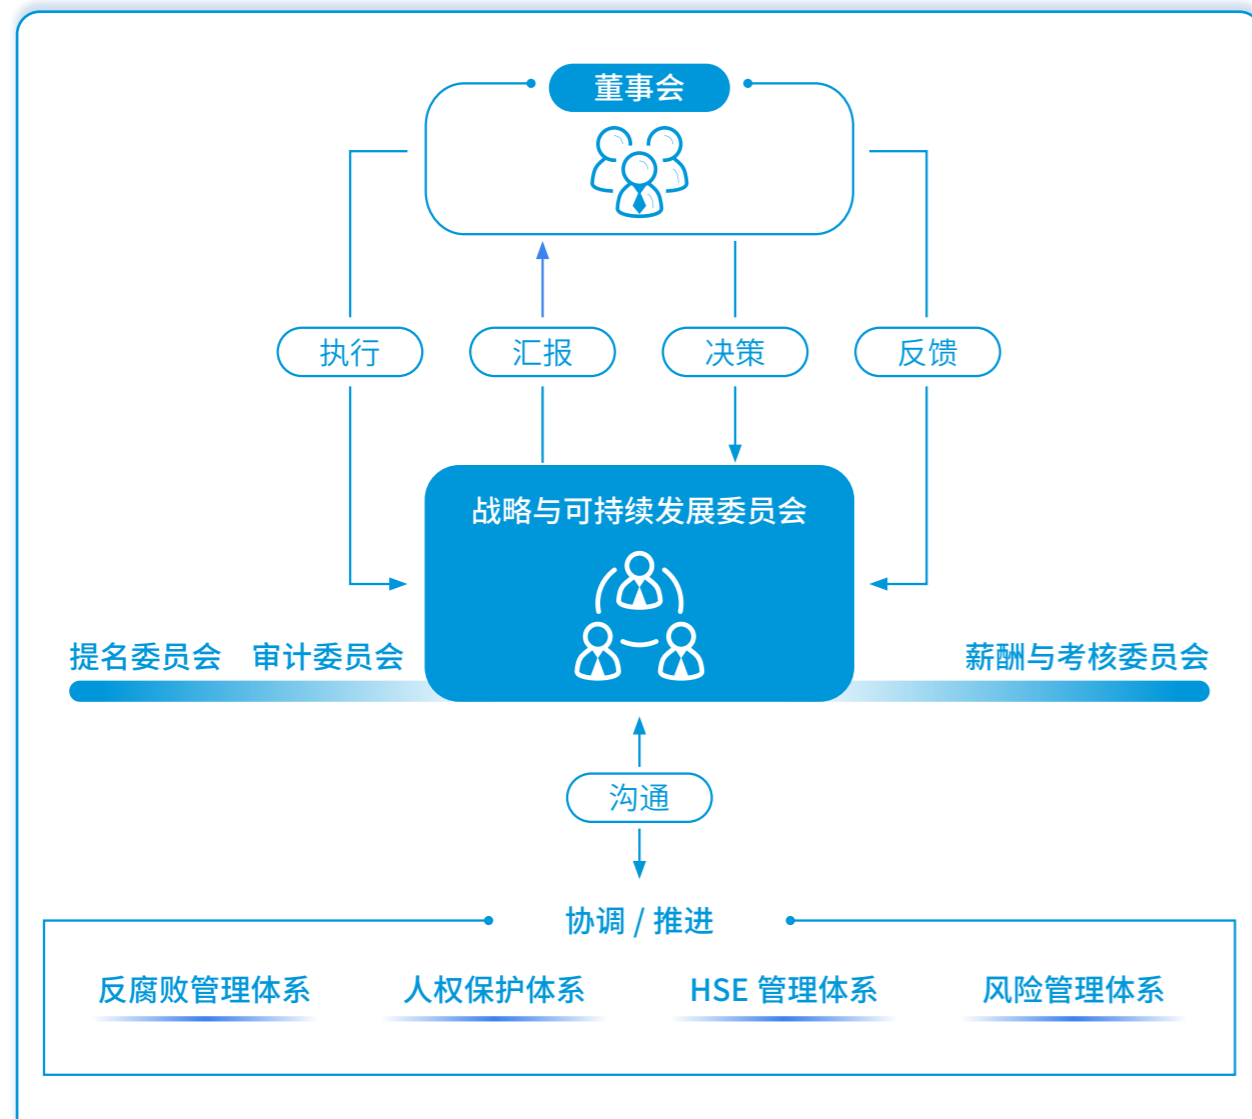 董事会
执行
汇报
决策
反馈
战略与可持续发展委员会
提名委员会 审计委员会
薪酬与考核委员会
沟通
协调 / 推进
反腐败管理体系
人权保护体系
HSE 管理体系
风险管理体系